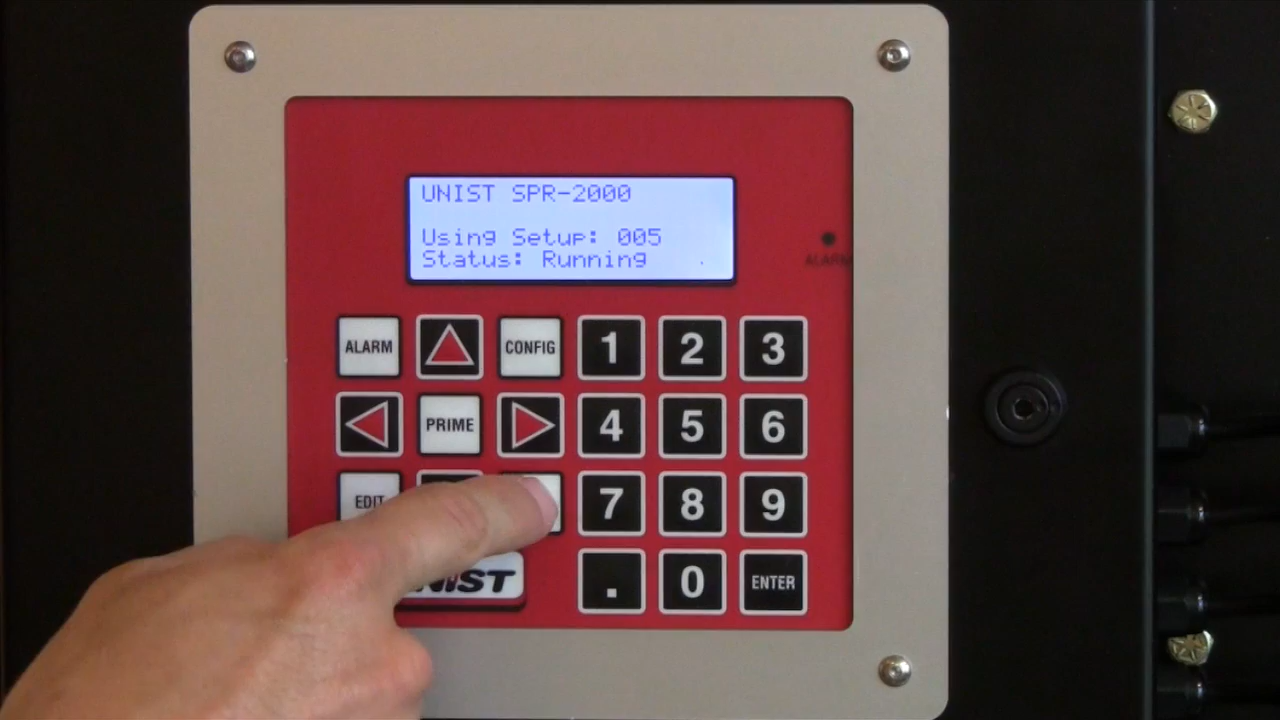 UNIST SPR-2000
Using Setup: 005
Status: Running
ALARM
ALARM CONFIG 1 2 3
PRIME 4 5 6
EDIT 7 8 9
. 0 ENTER